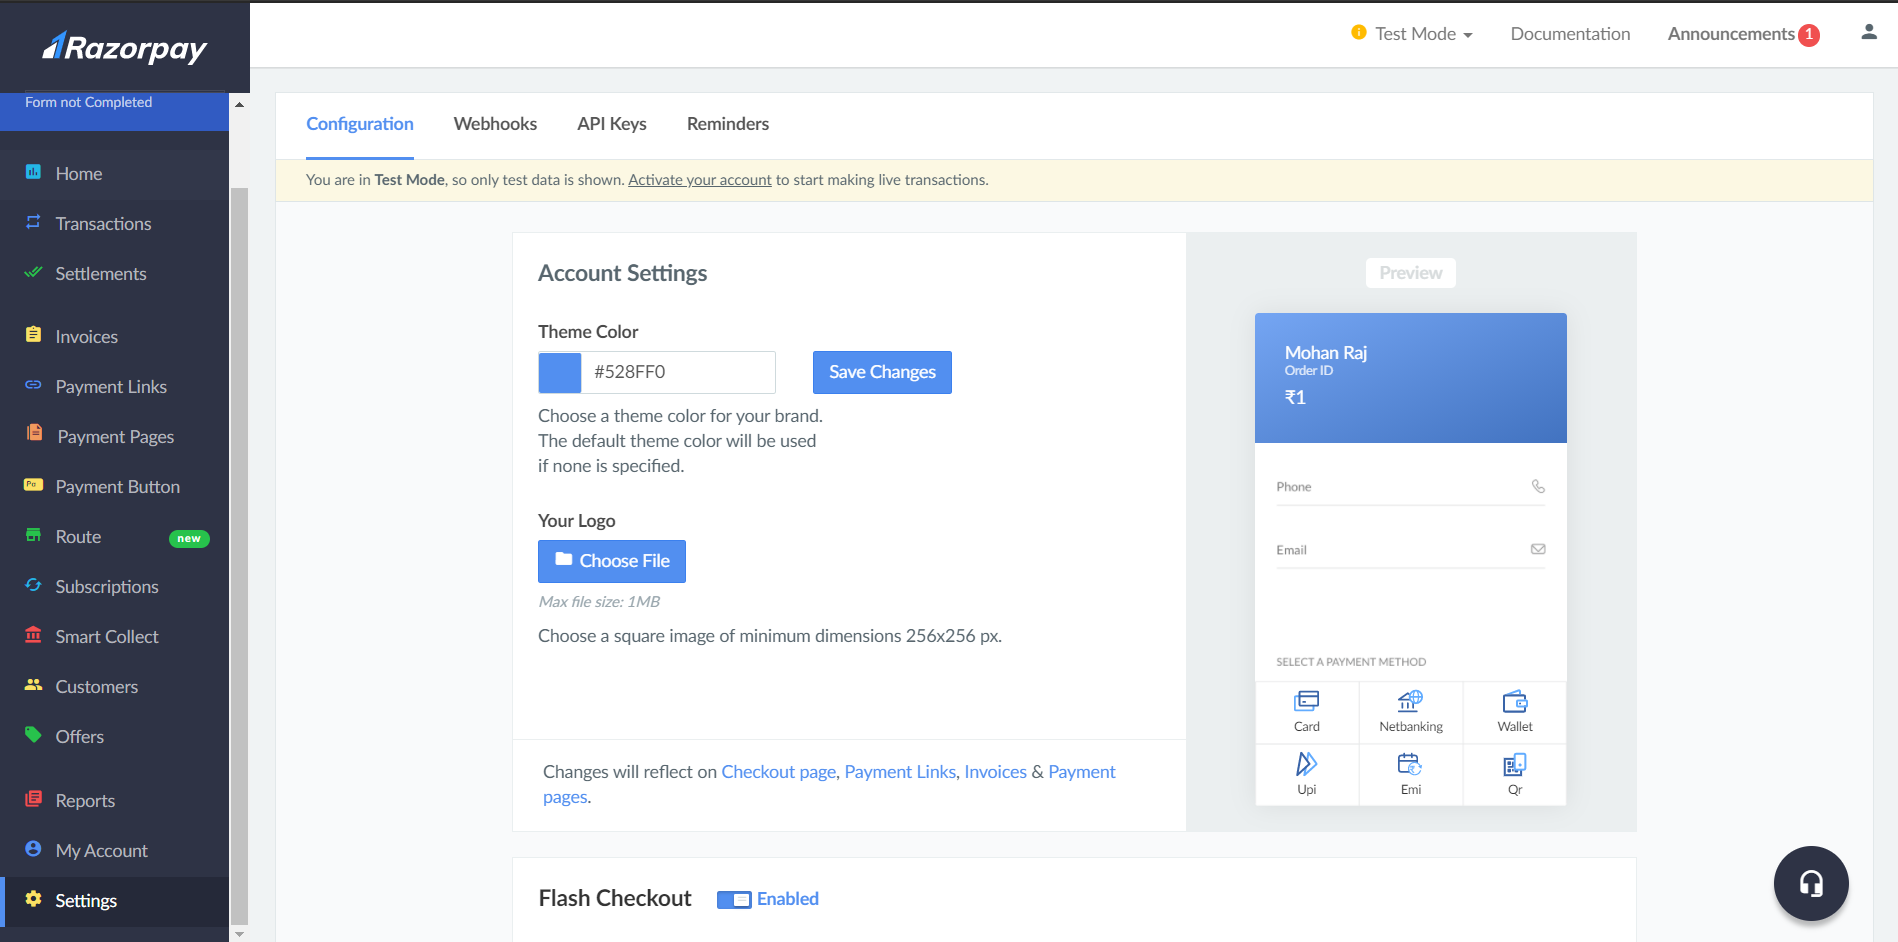 Razorpay
Test Mode
Documentation
Announcements 1
Form not Completed
Home
Transactions
Settlements
Invoices
Payment Links
Payment Pages
Payment Button
Route new
Subscriptions
Smart Collect
Customers
Offers
Reports
My Account
Settings
Configuration Webhooks API Keys Reminders
You are in Test Mode, so only test data is shown. Activate your account to start making live transactions.
Account Settings
Theme Color
#528FF0 Save Changes
Choose a theme color for your brand.
The default theme color will be used
if none is specified.
Your Logo
Choose File
Max file size: 1MB
Choose a square image of minimum dimensions 256x256 px.
Changes will reflect on Checkout page, Payment Links, Invoices & Payment
pages.
Preview
Mohan Raj
Order ID
₹1
Phone
Email
SELECT A PAYMENT METHOD
Card Netbanking Wallet
Upi Emi Qr
Flash Checkout Enabled